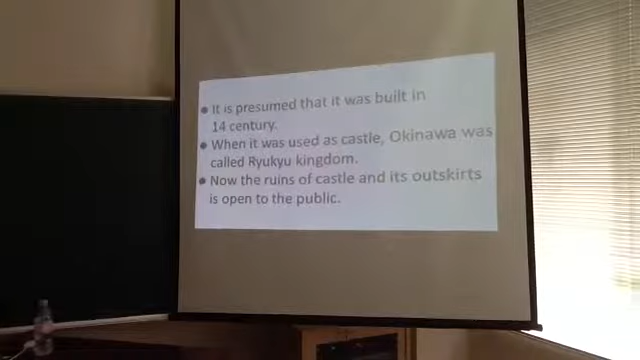 ● It is presumed that it was built in
14 century.
● When it was used as castle, Okinawa was
called Ryukyu kingdom.
● Now the ruins of castle and its outskirts
is open to the public.